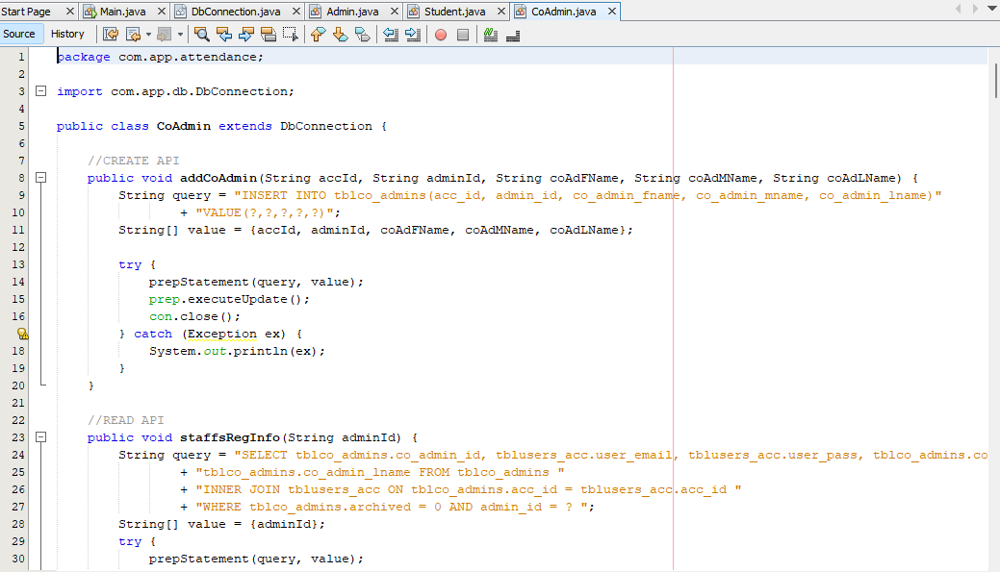 Start Page Main.java DbConnection.java Admin.java Student.java CoAdmin.java
Source History
1 package com.app.attendance;
2
3 import com.app.db.DbConnection;
4
5 public class CoAdmin extends DbConnection {
6
7 //CREATE API
8 public void addCoAdmin(String accId, String adminId, String coAdFName, String coAdMName, String coAdLName) {
9 String query = "INSERT INTO tblco_admins(acc_id, admin_id, co_admin_fname, co_admin_mname, co_admin_lname)"
10 + "VALUE(?,?,?,?,?)";
11 String[] value = {accId, adminId, coAdFName, coAdMName, coAdLName};
12
13 try {
14 prepStatement(query, value);
15 prep.executeUpdate();
16 con.close();
} catch (Exception ex) {
18 System.out.println(ex);
19 }
20 }
21
22 //READ API
23 public void staffsRegInfo(String adminId) {
24 String query = "SELECT tblco_admins.co_admin_id, tblusers_acc.user_email, tblusers_acc.user_pass, tblco_admins.co
25 + "tblco_admins.co_admin_lname FROM tblco_admins "
26 + "INNER JOIN tblusers_acc ON tblco_admins.acc_id = tblusers_acc.acc_id "
27 + "WHERE tblco_admins.archived = 0 AND admin_id = ? ";
28 String[] value = {adminId};
29 try {
30 prepStatement(query, value);